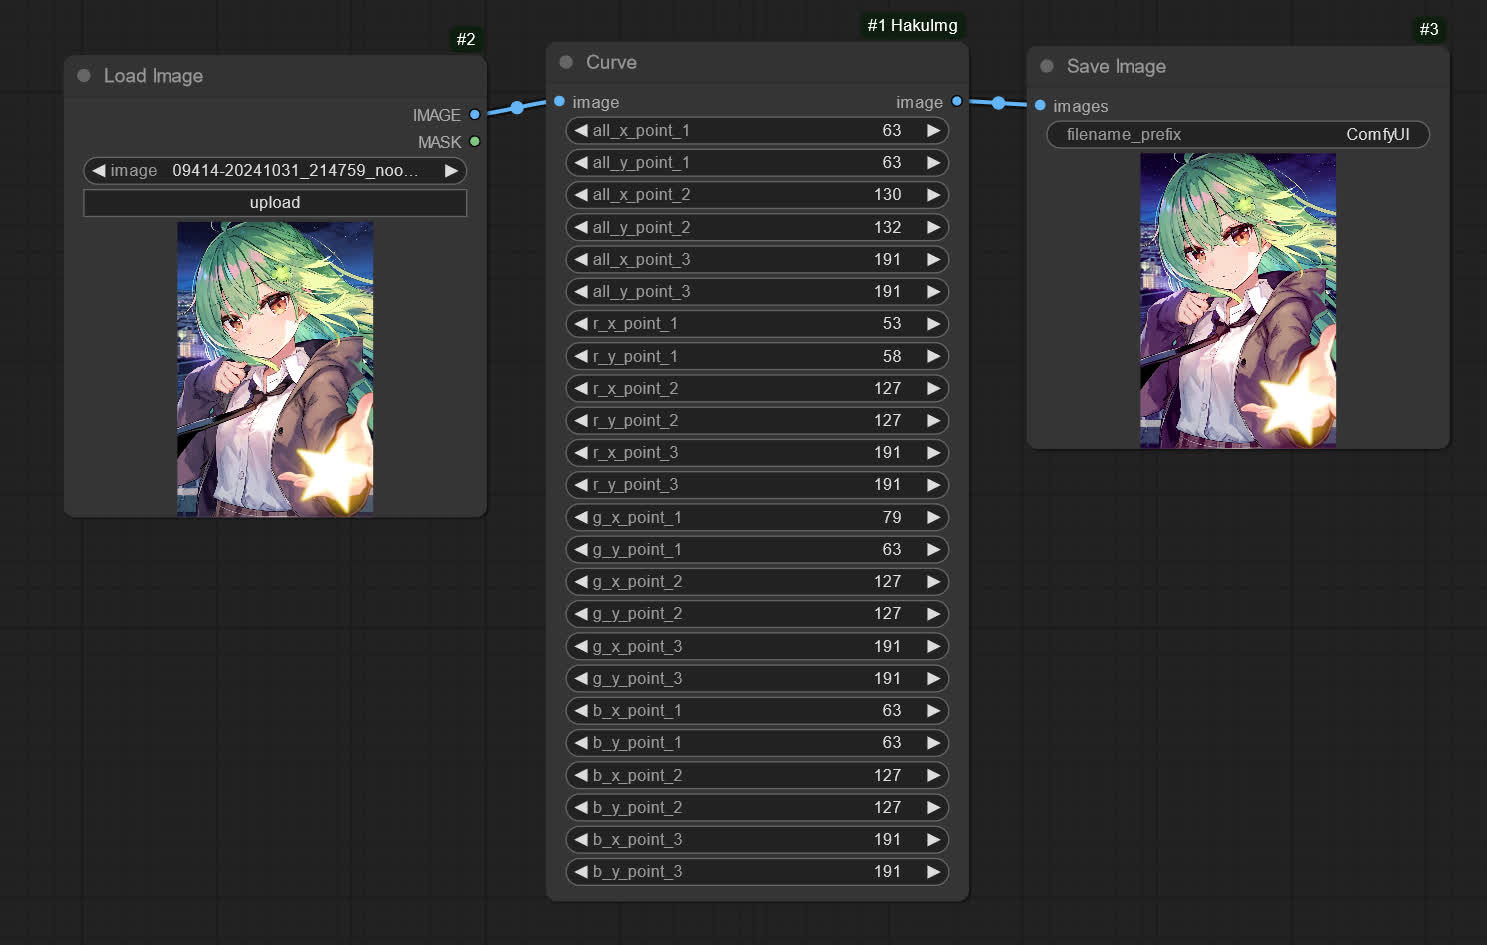 #2
Load Image
IMAGE
MASK
image 09414-20241031_214759_noo...
upload
#1 HakuImg
Curve
image image
all_x_point_1 63
all_y_point_1 63
all_x_point_2 130
all_y_point_2 132
all_x_point_3 191
all_y_point_3 191
r_x_point_1 53
r_y_point_1 58
r_x_point_2 127
r_y_point_2 127
r_x_point_3 191
r_y_point_3 191
g_x_point_1 79
g_y_point_1 63
g_x_point_2 127
g_y_point_2 127
g_x_point_3 191
g_y_point_3 191
b_x_point_1 63
b_y_point_1 63
b_x_point_2 127
b_y_point_2 127
b_x_point_3 191
b_y_point_3 191
#3
Save Image
images
filename_prefix ComfyUI